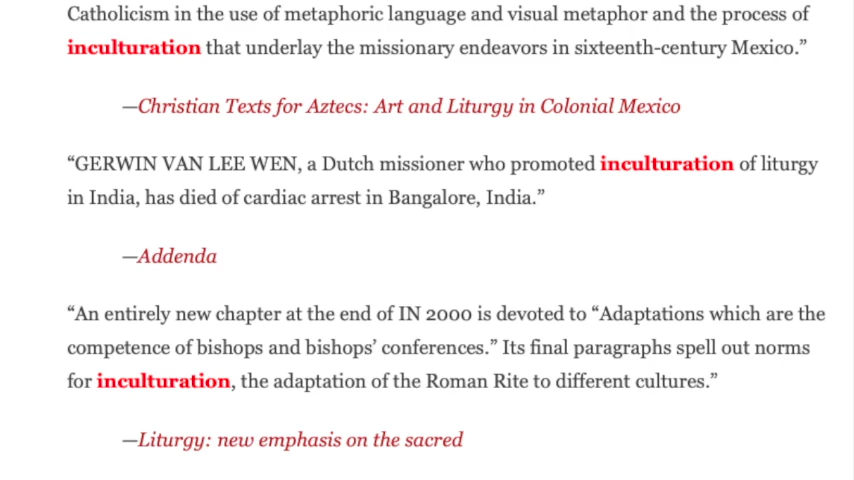 Catholicism in the use of metaphoric language and visual metaphor and the process of
inculturation that underlay the missionary endeavors in sixteenth-century Mexico.”
—Christian Texts for Aztecs: Art and Liturgy in Colonial Mexico
“GERWIN VAN LEE WEN, a Dutch missioner who promoted inculturation of liturgy
in India, has died of cardiac arrest in Bangalore, India.”
—Addenda
“An entirely new chapter at the end of IN 2000 is devoted to “Adaptations which are the
competence of bishops and bishops’ conferences.” Its final paragraphs spell out norms
for inculturation, the adaptation of the Roman Rite to different cultures.”
—Liturgy: new emphasis on the sacred